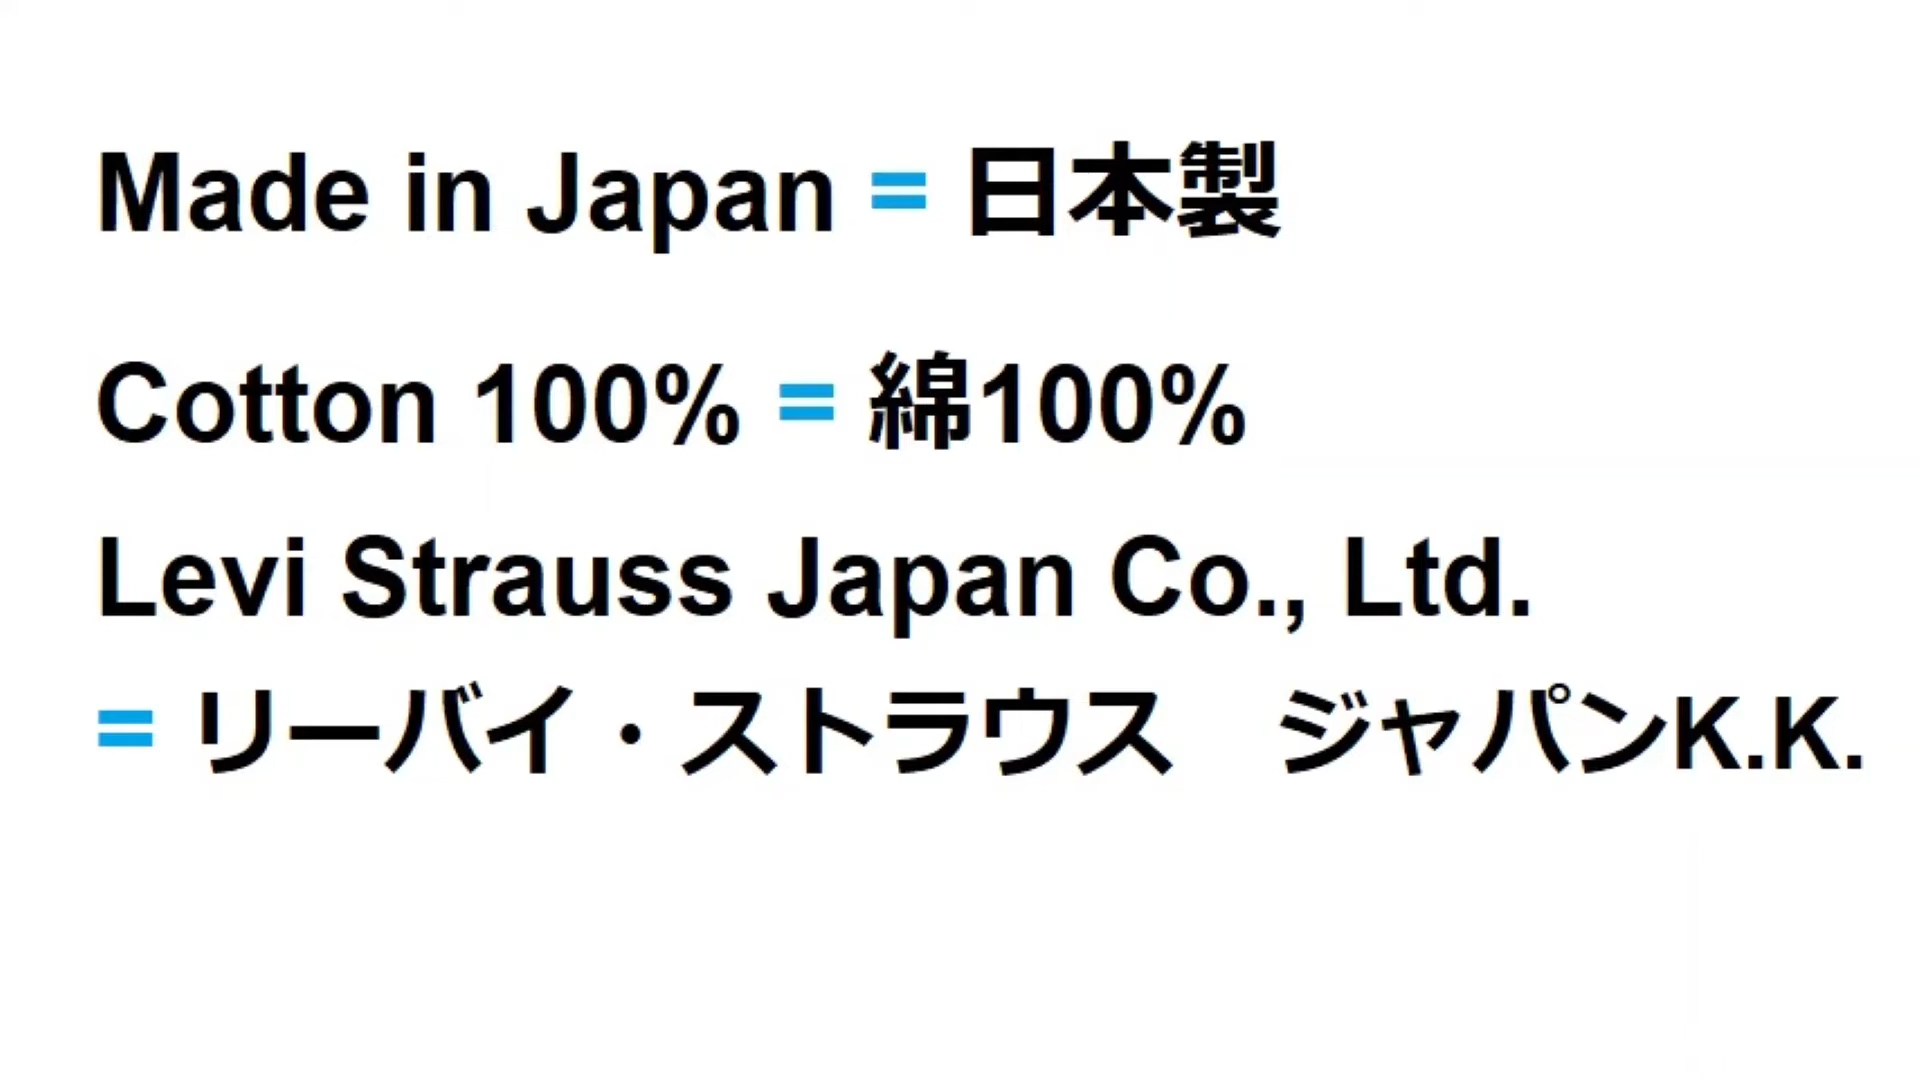 Made in Japan = 日本製
Cotton 100% = 綿100%
Levi Strauss Japan Co., Ltd.
= リーバイ・ストラウス　ジャパンK.K.